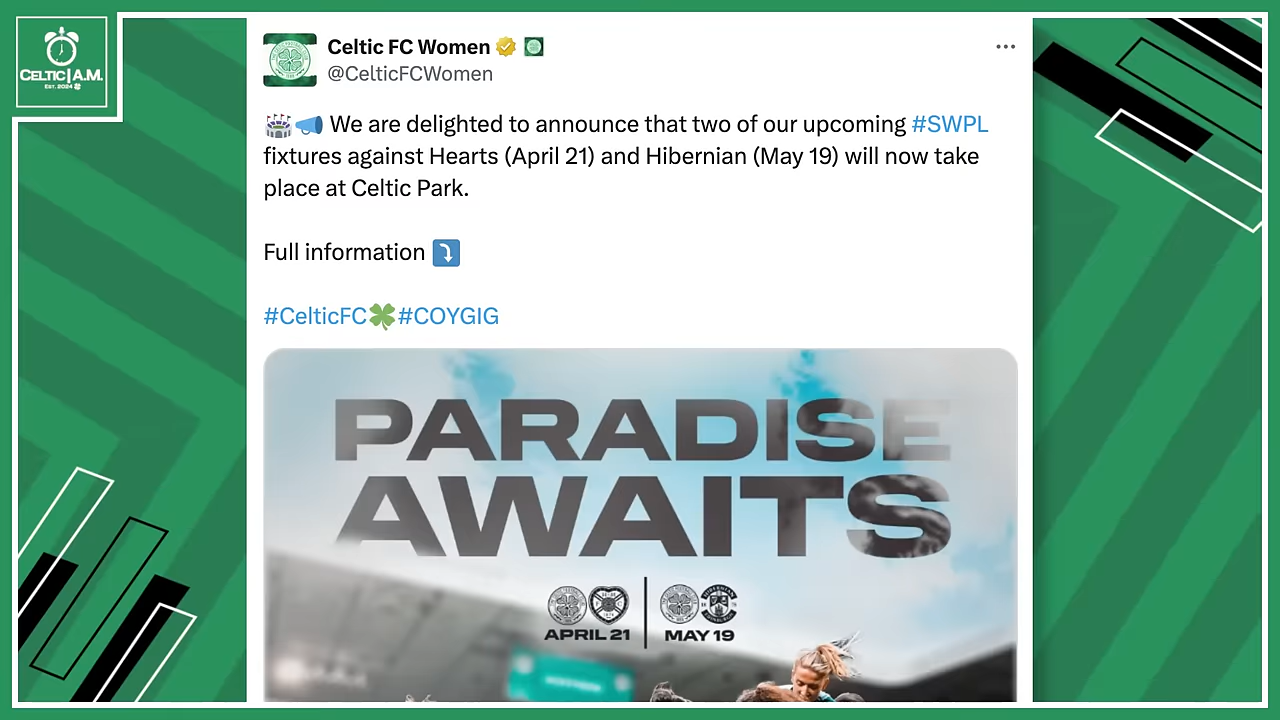 CELTIC|A.M.
EST. 2024
Celtic FC Women
@CelticFCWomen
We are delighted to announce that two of our upcoming #SWPL
fixtures against Hearts (April 21) and Hibernian (May 19) will now take
place at Celtic Park.
Full information
#CelticFC🍀#COYGIG
PARADISE
AWAITS
APRIL 21 | MAY 19